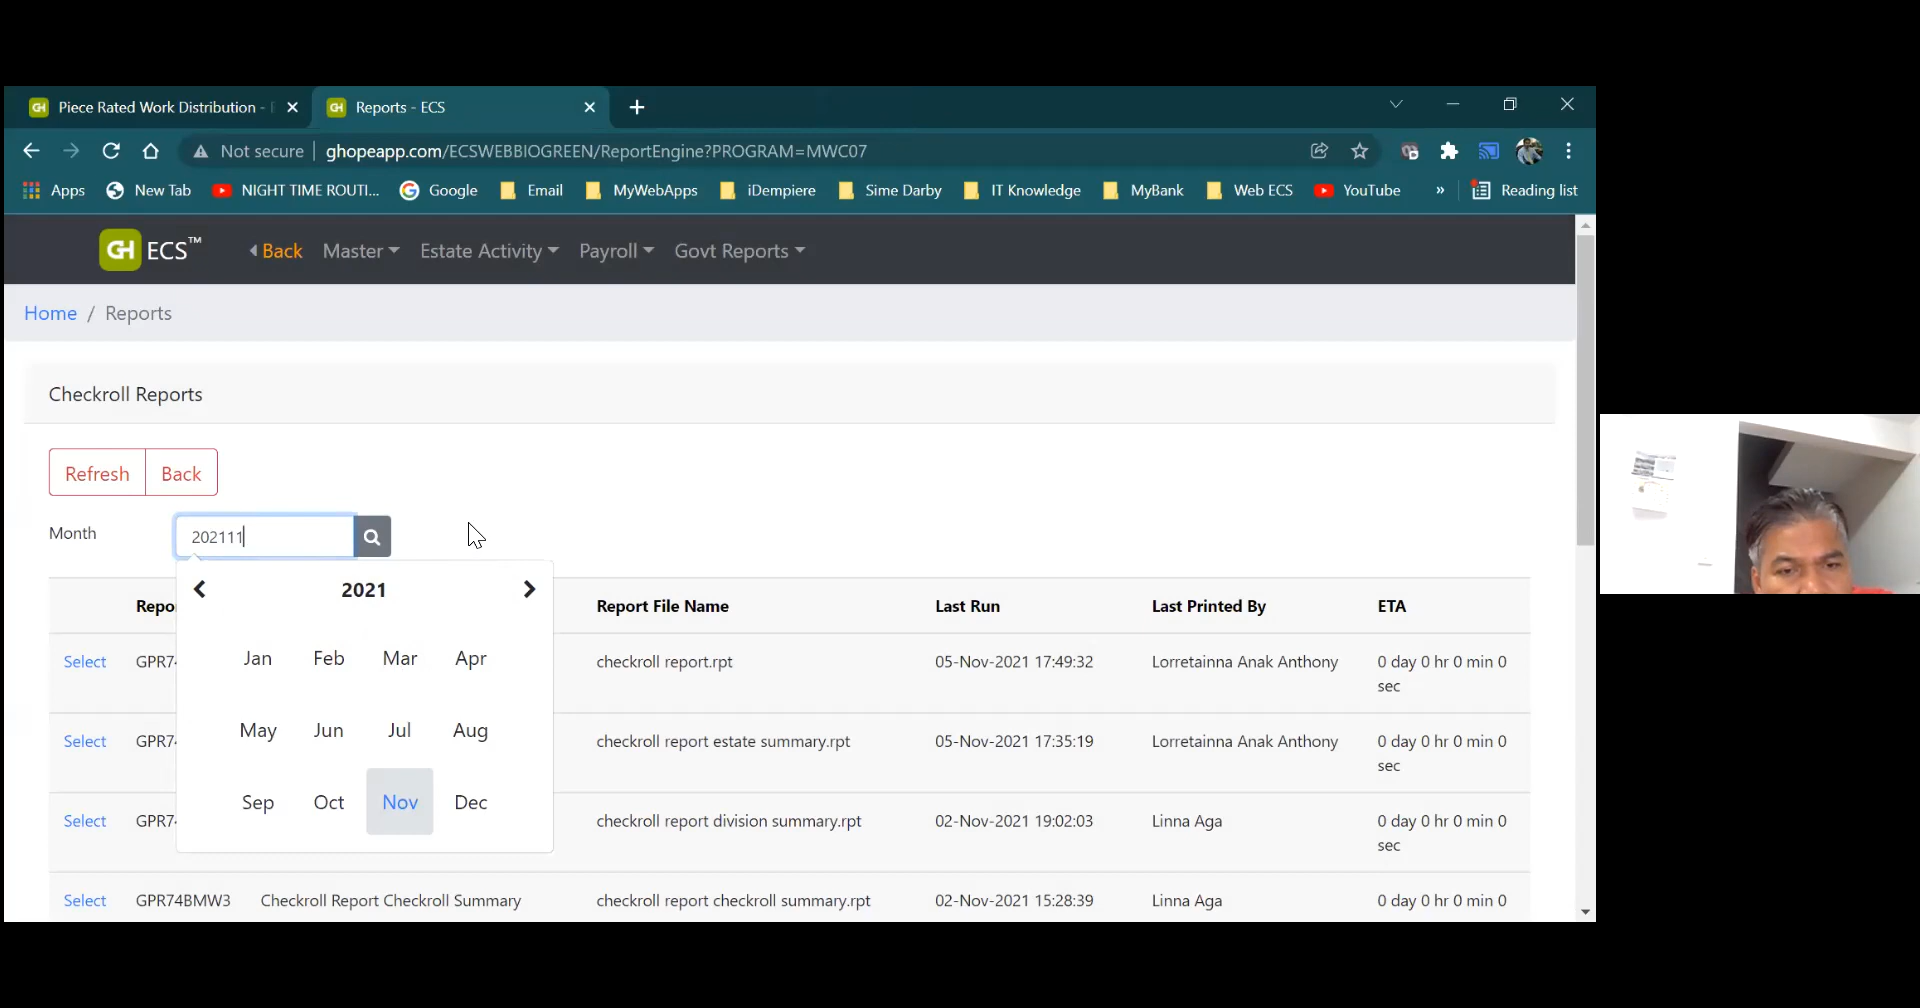 Piece Rated Work Distribution -
Reports - ECS
Not secure
ghopeapp.com/ECSWEBBIOGREEN/ReportEngine?PROGRAM=MWC07
Apps
New Tab
NIGHT TIME ROUTI...
Google
Email
MyWebApps
iDempiere
Sime Darby
IT Knowledge
MyBank
Web ECS
YouTube
»
Reading list
GH ECS™
Back
Master
Estate Activity
Payroll
Govt Reports
Home / Reports
Checkroll Reports
Refresh
Back
Month
202111
2021
Jan Feb Mar Apr
May Jun Jul Aug
Sep Oct Nov Dec
Repo Report File Name Last Run Last Printed By ETA
Select GPR74 checkroll report.rpt 05-Nov-2021 17:49:32 Lorretainna Anak Anthony 0 day 0 hr 0 min 0
sec
Select GPR74 checkroll report estate summary.rpt 05-Nov-2021 17:35:19 Lorretainna Anak Anthony 0 day 0 hr 0 min 0
sec
Select GPR74 checkroll report division summary.rpt 02-Nov-2021 19:02:03 Linna Aga 0 day 0 hr 0 min 0
sec
Select GPR74BMW3 Checkroll Report Checkroll Summary checkroll report checkroll summary.rpt 02-Nov-2021 15:28:39 Linna Aga 0 day 0 hr 0 min 0